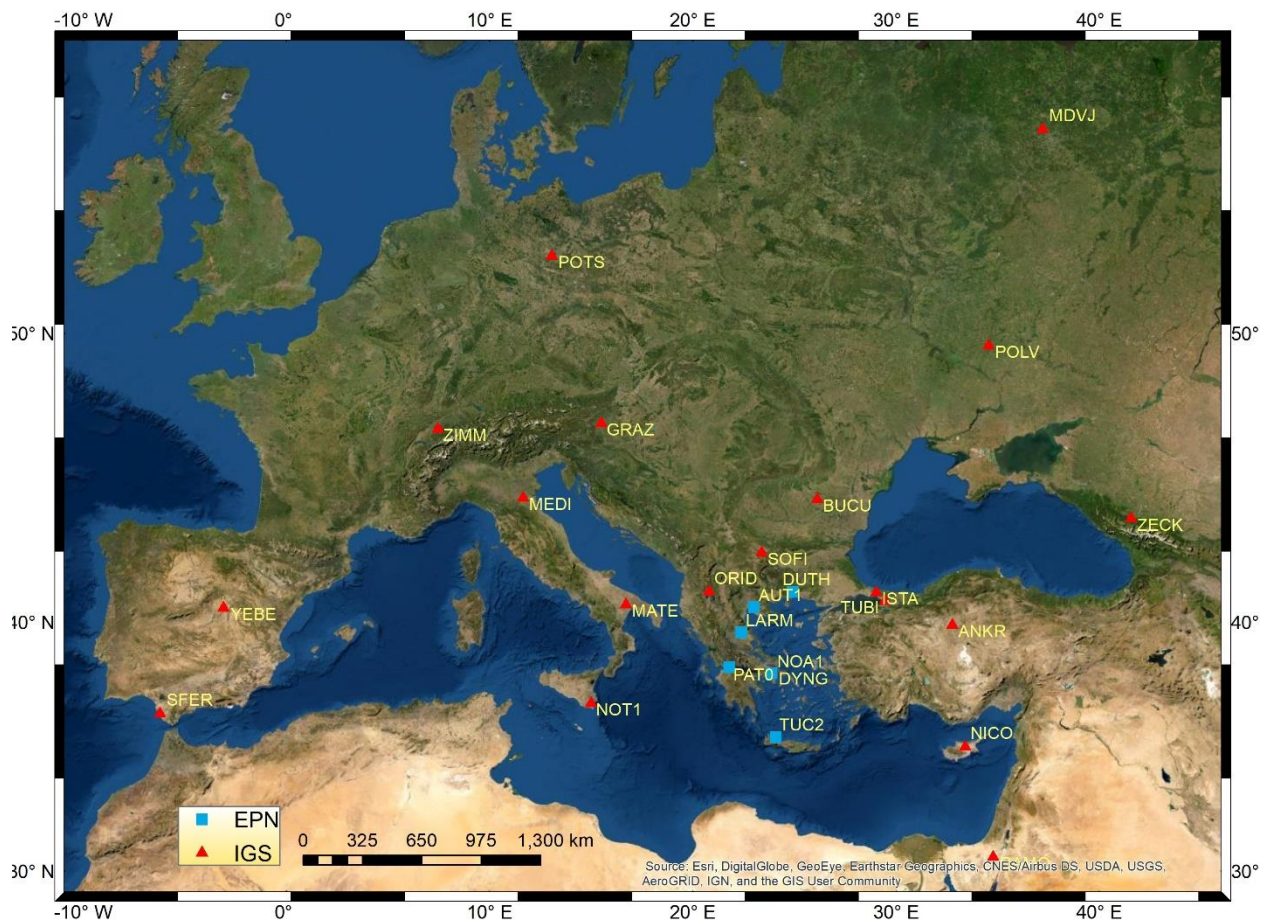 -10° W 0° 10° E 20° E 30° E 40° E
MDVJ
POTS
50° N 50°
POLV
ZIMM
GRAZ
MEDI
BUCU
ZECK
SOFI
ORID DUTH
AUT1
TUBI ISTA
YEBE
MATE
LARM
40° N 40°
ANKR
NOA1
PAT0 DYNG
SFER
NOT1
TUC2
NICO
EPN
IGS
0 325 650 975 1,300 km
Source: Esri, DigitalGlobe, GeoEye, Earthstar Geographics, CNES/Airbus DS, USDA, USGS,
AeroGRID, IGN, and the GIS User Community
30° N 30°
-10° W 0° 10° E 20° E 30° E 40° E